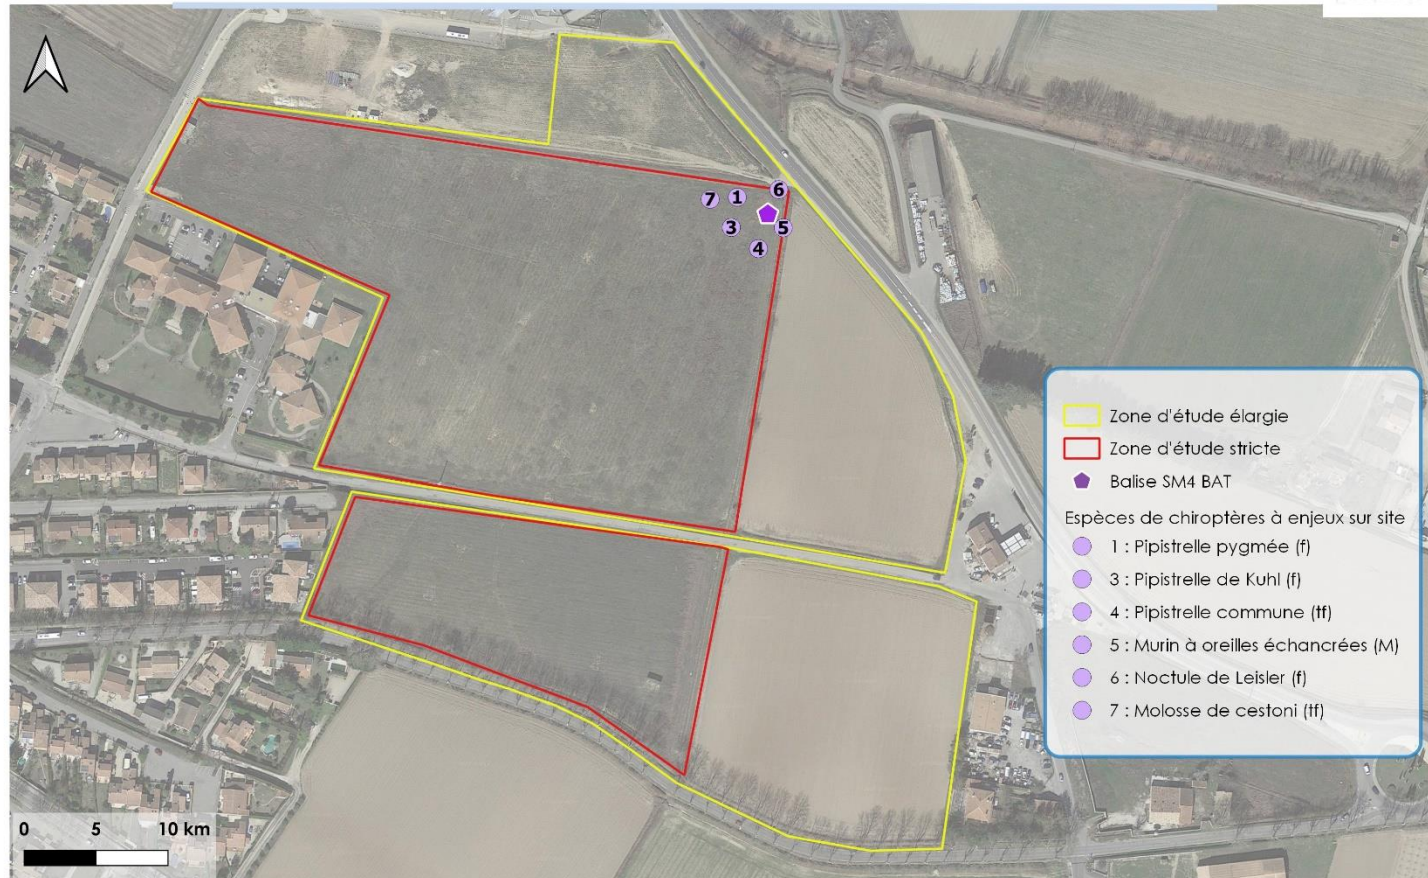 7
1
6
3
5
4
Zone d'étude élargie
Zone d'étude stricte
Balise SM4 BAT
Espèces de chiroptères à enjeux sur site
1 : Pipistrelle pygmée (f)
3 : Pipistrelle de Kuhl (f)
4 : Pipistrelle commune (tf)
5 : Murin à oreilles échancrées (M)
6 : Noctule de Leisler (f)
7 : Molosse de cestoni (tf)
0 5 10 km